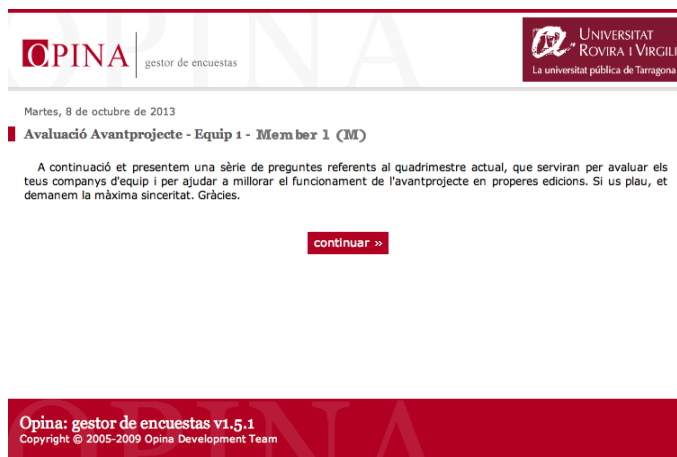 OPINA
gestor de encuestas
UNIVERSITAT
ROVIRA I VIRGILI
La universitat pública de Tarragona
Martes, 8 de octubre de 2013
Avaluació Avantprojecte - Equip 1 - Member 1 (M)
A continuació et presentem una sèrie de preguntes referents al quadrimestre actual, que serviran per avaluar els
teus companys d'equip i per ajudar a millorar el funcionament de l'avantprojecte en properes edicions. Si us plau, et
demanem la màxima sinceritat. Gràcies.
continuar »
Opina: gestor de encuestas v1.5.1
Copyright © 2005-2009 Opina Development Team